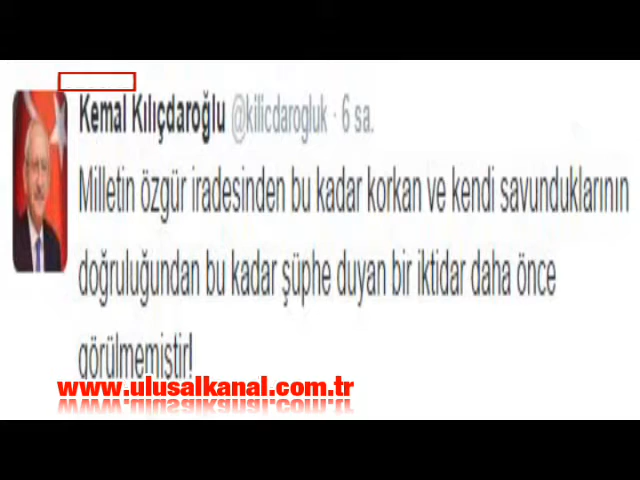 Kemal Kılıçdaroğlu @kilicdarogluk · 6 sa.
Milletin özgür iradesinden bu kadar korkan ve kendi savunduklarının
doğruluğundan bu kadar şüphe duyan bir iktidar daha önce
görülmemiştir!
www.ulusalkanal.com.tr